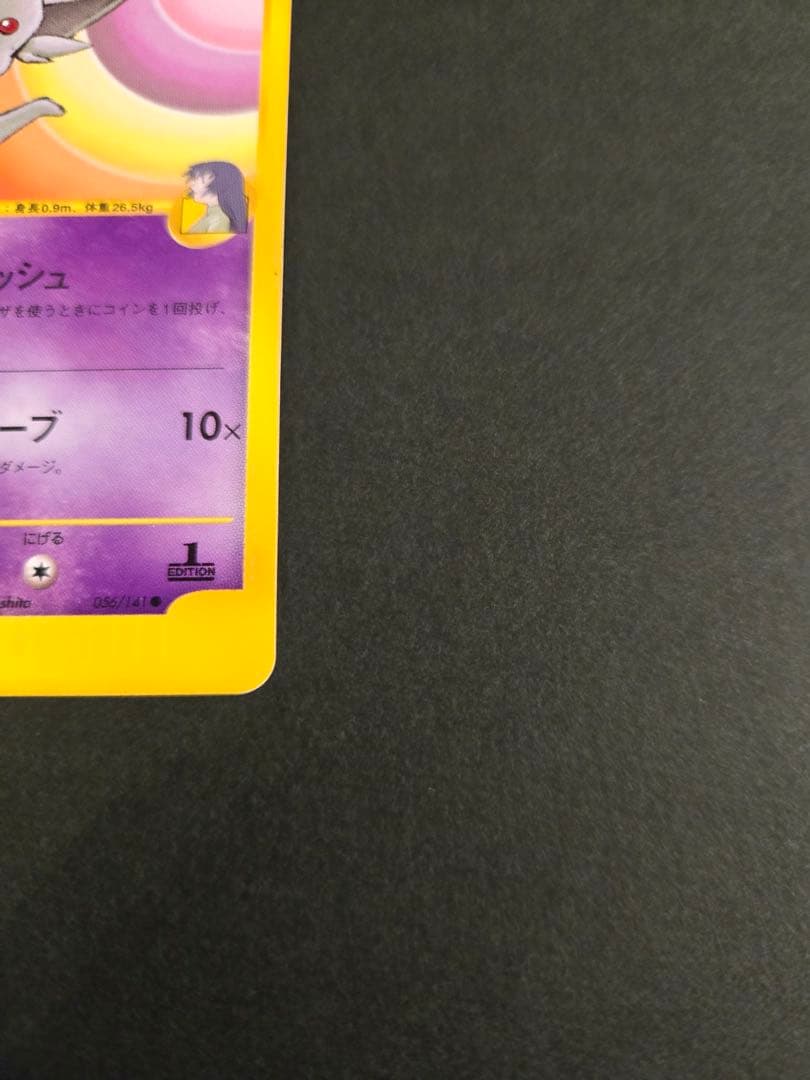 : 身長0.9m、体重26.5kg
ッシュ
ザを使うときにコインを1回投げ、
ーブ 10×
ダメージ。
にげる
1
EDITION
shita 056/141●